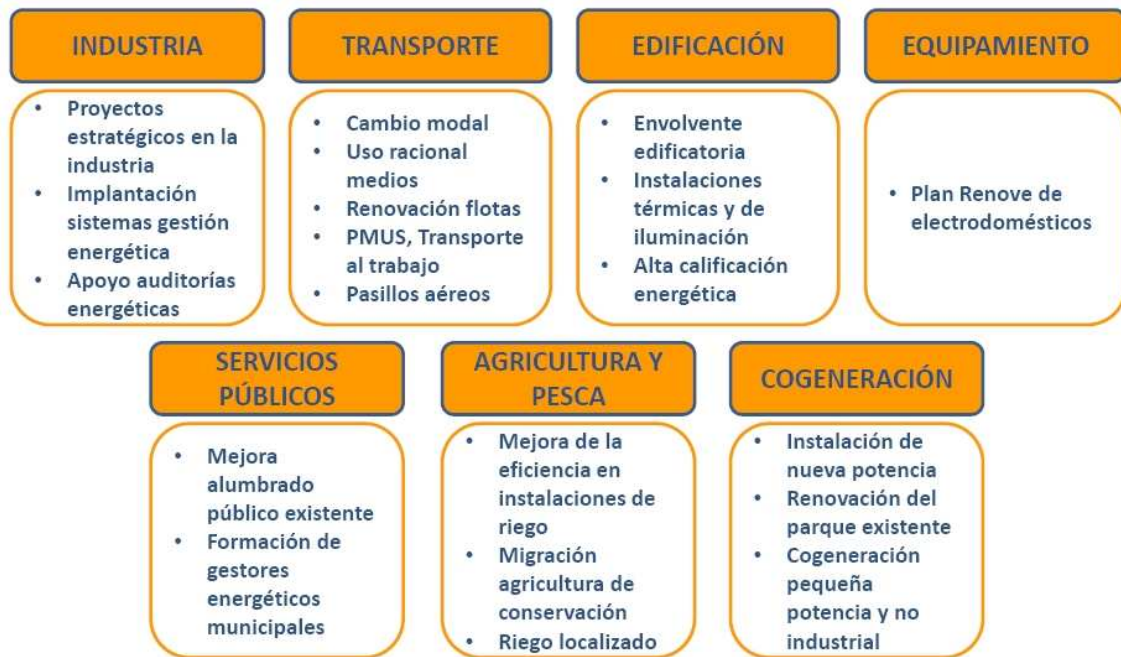 INDUSTRIA
• Proyectos
estratégicos en la
industria
• Implantación
sistemas gestión
energética
• Apoyo auditorías
energéticas
TRANSPORTE
• Cambio modal
• Uso racional
medios
• Renovación flotas
• PMUS, Transporte
al trabajo
• Pasillos aéreos
EDIFICACIÓN
• Envolvente
edificatoria
• Instalaciones
térmicas y de
iluminación
• Alta calificación
energética
EQUIPAMIENTO
• Plan Renove de
electrodomésticos
SERVICIOS
PÚBLICOS
• Mejora
alumbrado
público existente
• Formación de
gestores
energéticos
municipales
AGRICULTURA Y
PESCA
• Mejora de la
eficiencia en
instalaciones de
riego
• Migración
agricultura de
conservación
• Riego localizado
COGENERACIÓN
• Instalación de
nueva potencia
• Renovación del
parque existente
• Cogeneración
pequeña
potencia y no
industrial